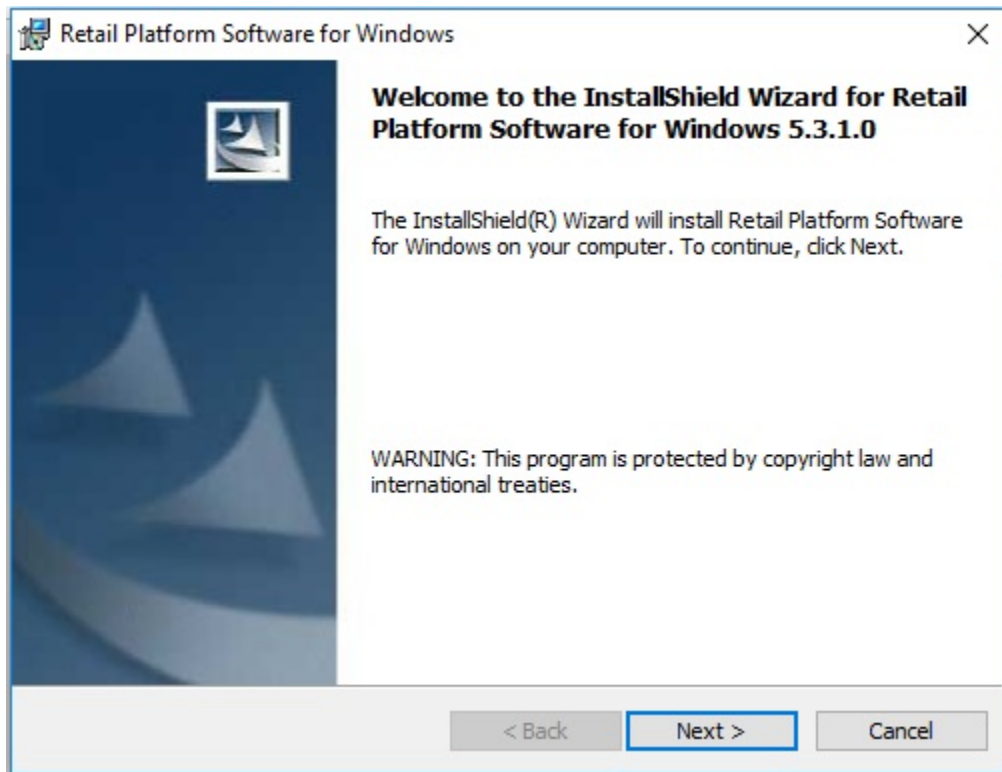 Retail Platform Software for Windows
Welcome to the InstallShield Wizard for Retail
Platform Software for Windows 5.3.1.0
The InstallShield(R) Wizard will install Retail Platform Software
for Windows on your computer. To continue, click Next.
WARNING: This program is protected by copyright law and
international treaties.
< Back
Next >
Cancel